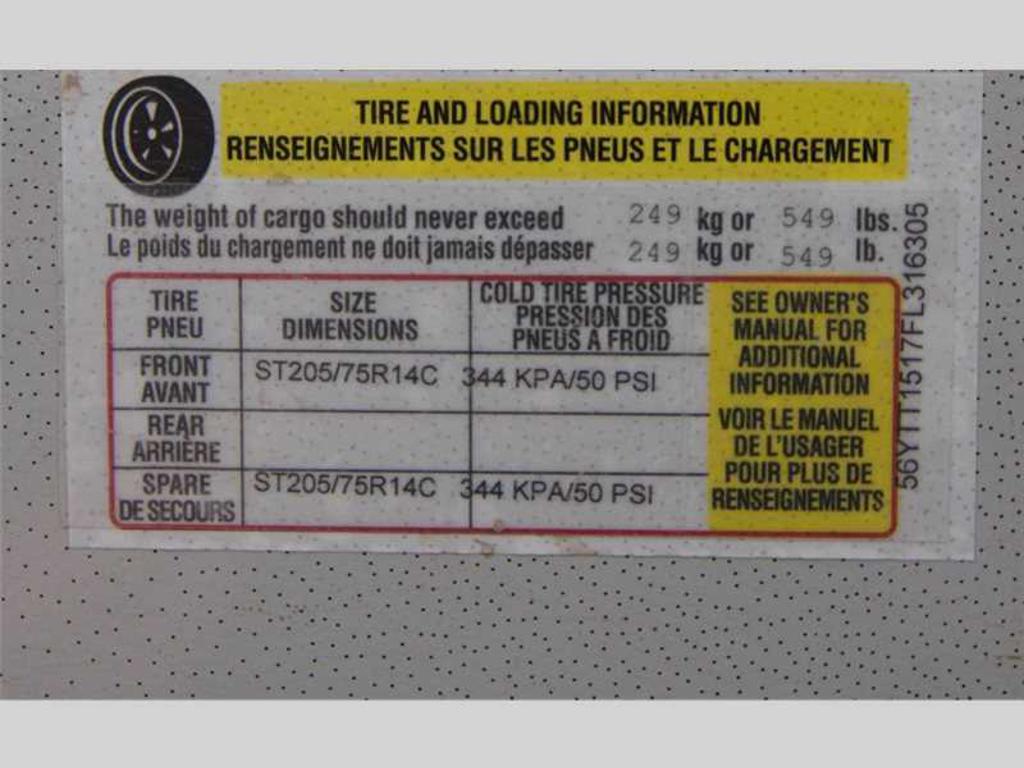 TIRE AND LOADING INFORMATION
RENSEIGNEMENTS SUR LES PNEUS ET LE CHARGEMENT
The weight of cargo should never exceed 249 kg or 549 lbs.
Le poids du chargement ne doit jamais dépasser 249 kg or 549 lb.
TIRE PNEU
SIZE DIMENSIONS
COLD TIRE PRESSURE
PRESSION DES
PNEUS À FROID
FRONT AVANT
ST205/75R14C 344 KPA/50 PSI
REAR ARRIÈRE
SPARE DE SECOURS
ST205/75R14C 344 KPA/50 PSI
SEE OWNER'S
MANUAL FOR
ADDITIONAL
INFORMATION
VOIR LE MANUEL
DE L'USAGER
POUR PLUS DE
RENSEIGNEMENTS
56YTT1517FL316305